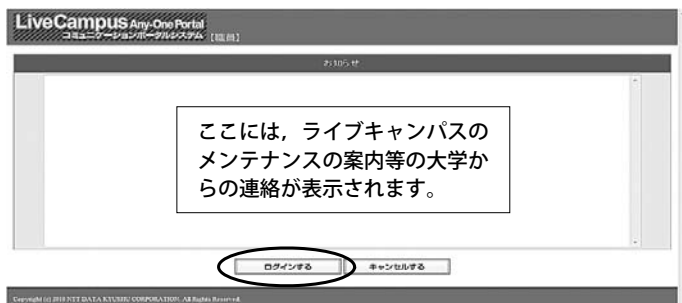 LiveCampus Any-One Portal
コミュニケーションポータルシステム 【職員】
お知らせ
ここには，ライブキャンパスの
メンテナンスの案内等の大学か
らの連絡が表示されます。
ログインする キャンセルする
Copyright (c) 2010 NTT DATA KYUSHU CORPORATION. All Rights Reserved.